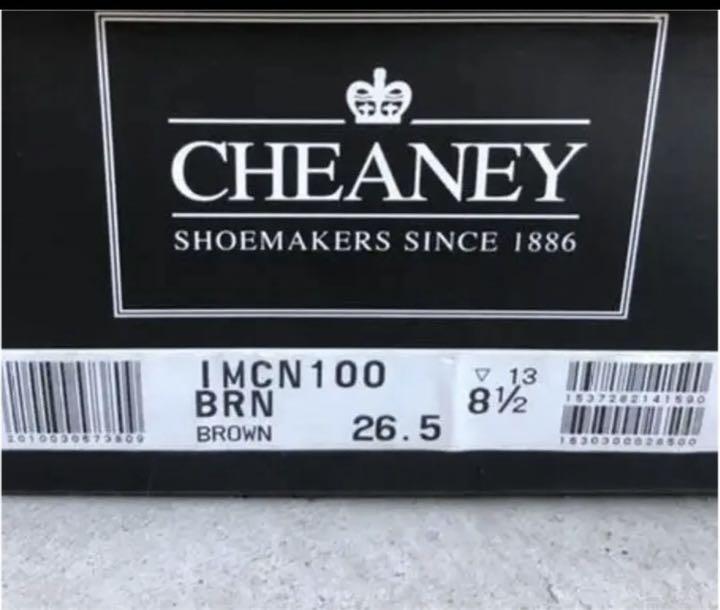 CHEANEY
SHOEMAKERS SINCE 1886
IMCN100
BRN
BROWN
26.5
▽ 13
8½